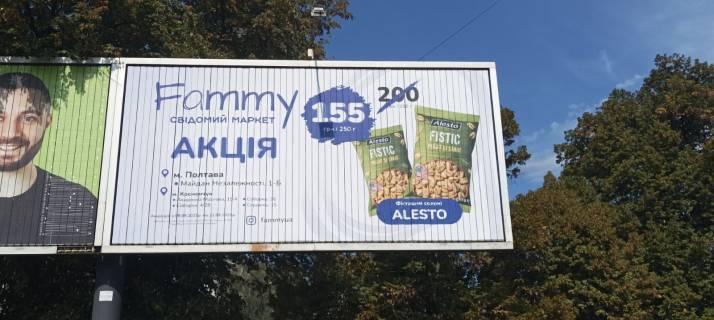 Fammy
СВІДОМИЙ МАРКЕТ
АКЦІЯ
155
грн 250 г
200
м. Полтава
Майдан Незалежності, 1-Б
м. Кременчук
fammyua
Alesto
FISTIC
Alesto
FISTIC
Фісташки солоні
ALESTO